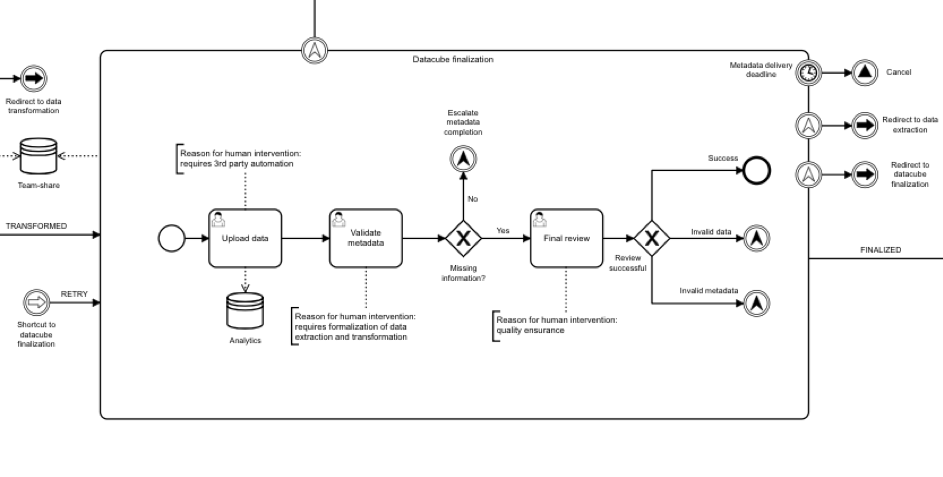 Datacube finalization
Metadata delivery
deadline
Cancel
Redirect to data
transformation
Redirect to data
extraction
Escalate
metadata
completion
Reason for human intervention:
requires 3rd party automation
Success
Redirect to
datacube
finalization
Team-share
No
TRANSFORMED
Upload data
Validate
metadata
Yes
Final review
Invalid data
FINALIZED
Missing
information?
Review
successful
RETRY
Invalid metadata
Shortcut to
datacube
finalization
Analytics
Reason for human intervention:
requires formalization of data
extraction and transformation
Reason for human intervention:
quality ensurance